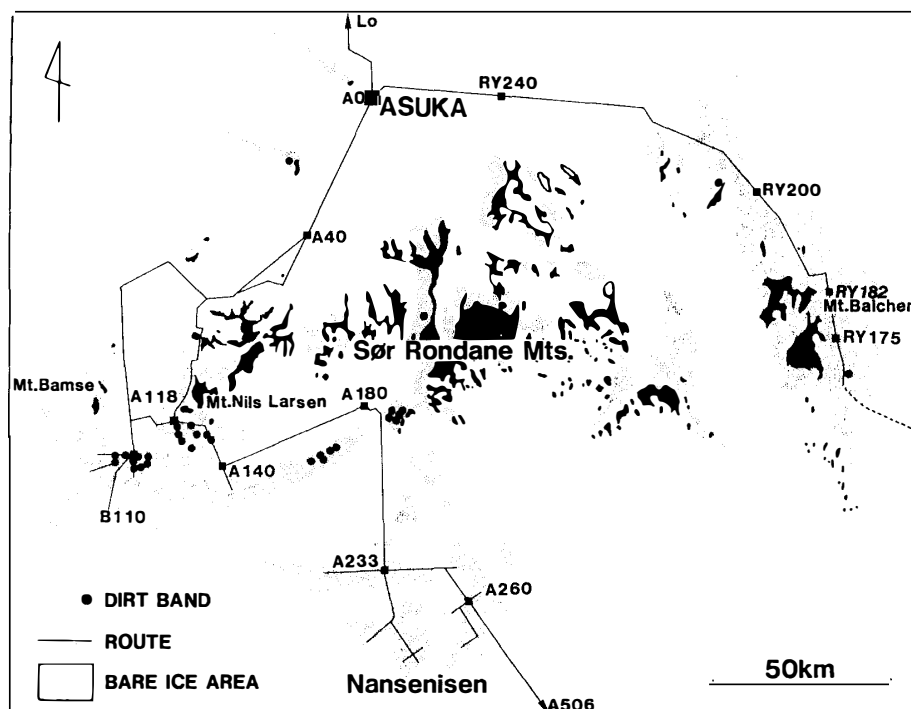 Lo
RY240
A0
ASUKA
RY200
A40
RY182
Mt.Balchen
Sør Rondane Mts.
RY175
Mt.Bamse
A118
Mt.Nils Larsen
A180
A140
B110
A233
A260
DIRT BAND
ROUTE
BARE ICE AREA
50km
Nansenisen
A506